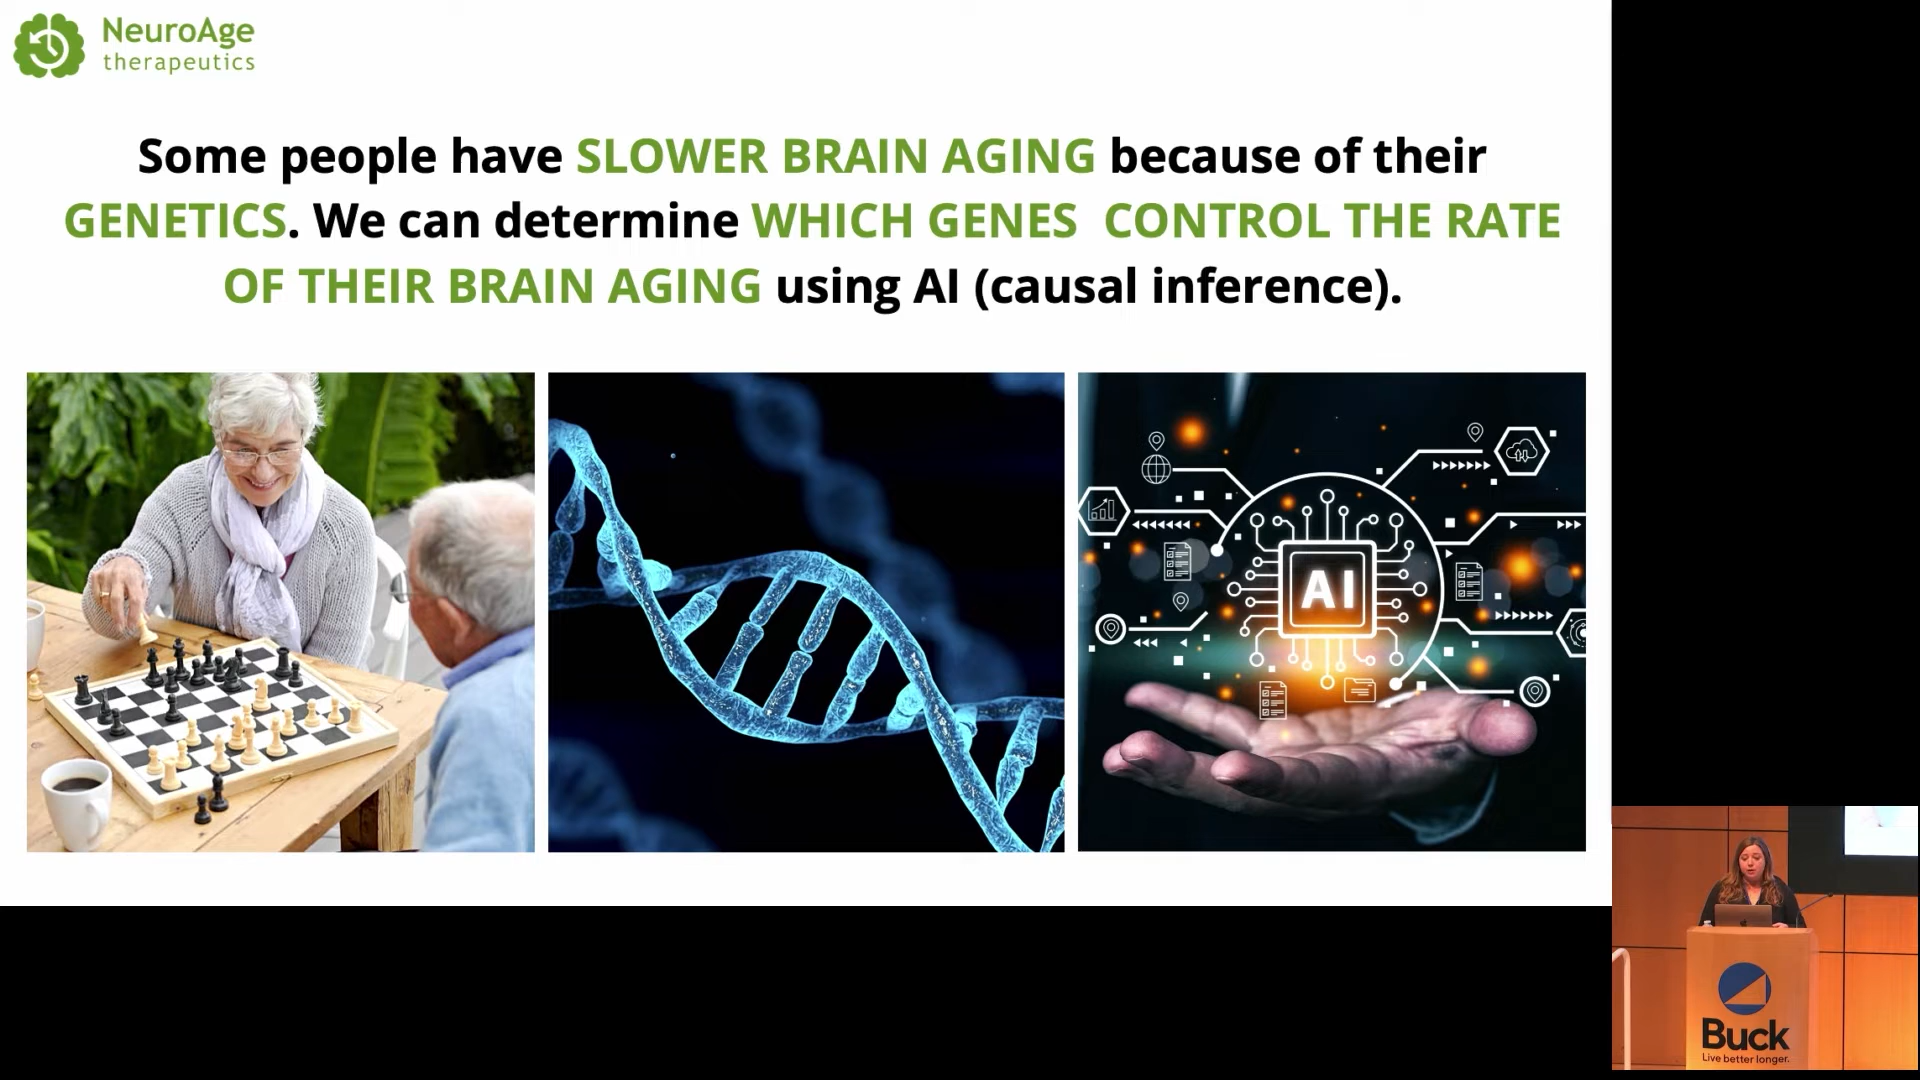 NeuroAge
therapeutics
Some people have SLOWER BRAIN AGING because of their
GENETICS. We can determine WHICH GENES CONTROL THE RATE
OF THEIR BRAIN AGING using AI (causal inference).
AI
Buck
Live better longer.